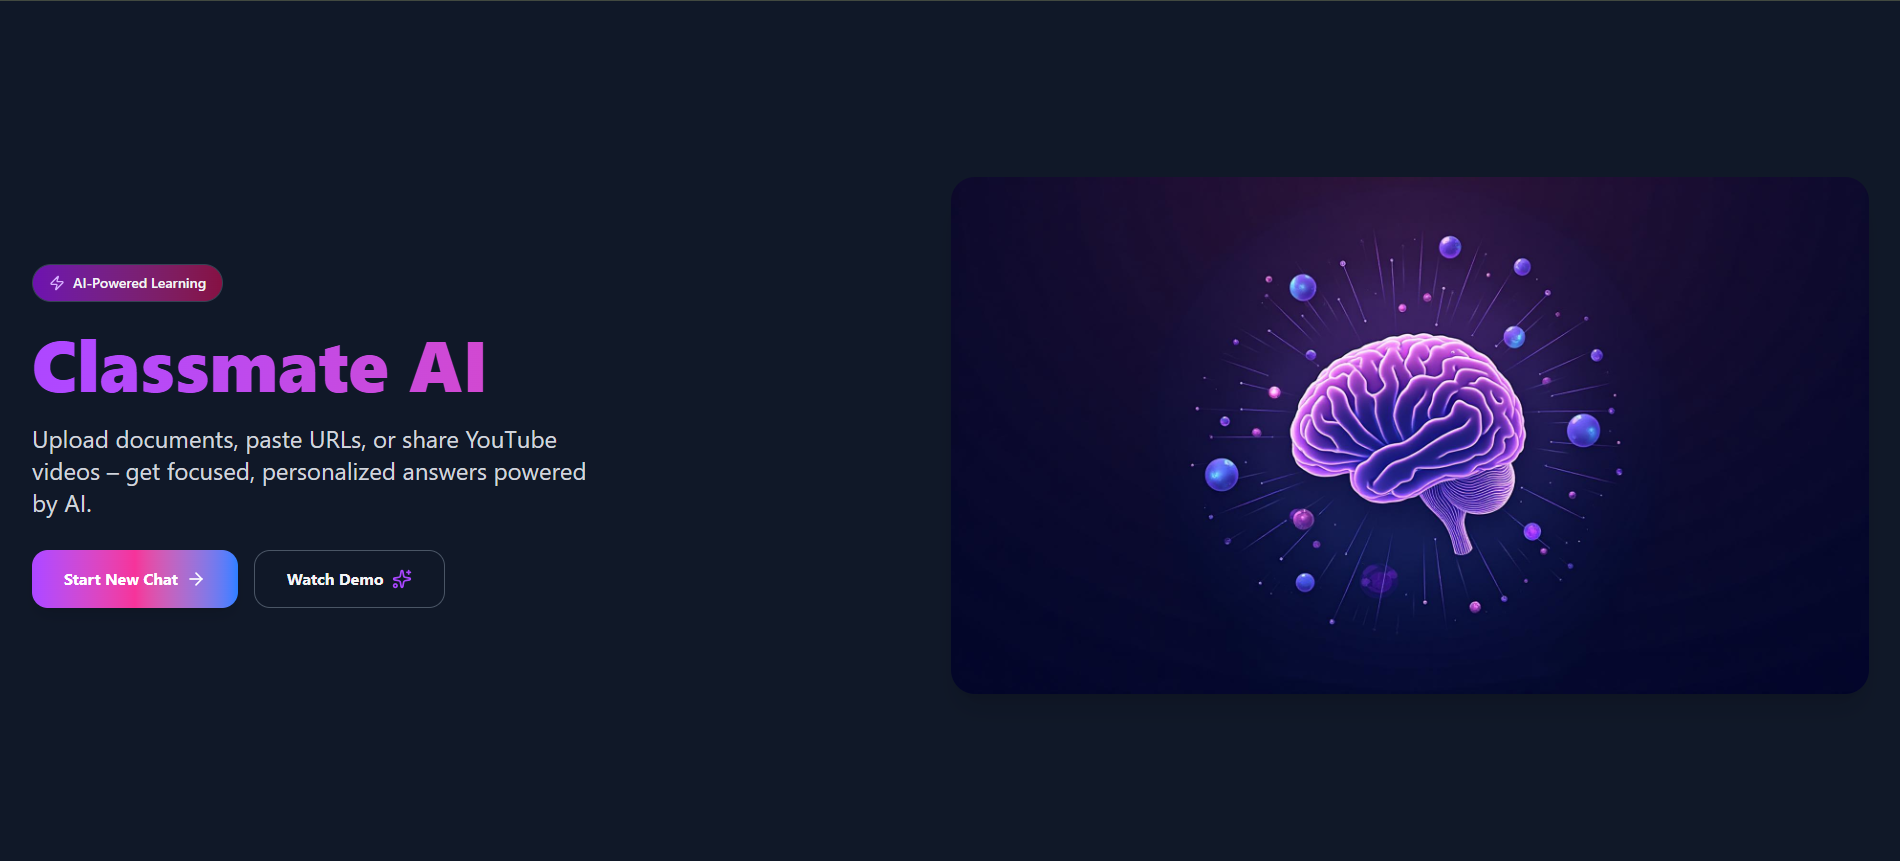 AI-Powered Learning
Classmate AI
Upload documents, paste URLs, or share YouTube
videos – get focused, personalized answers powered
by AI.
Start New Chat
Watch Demo